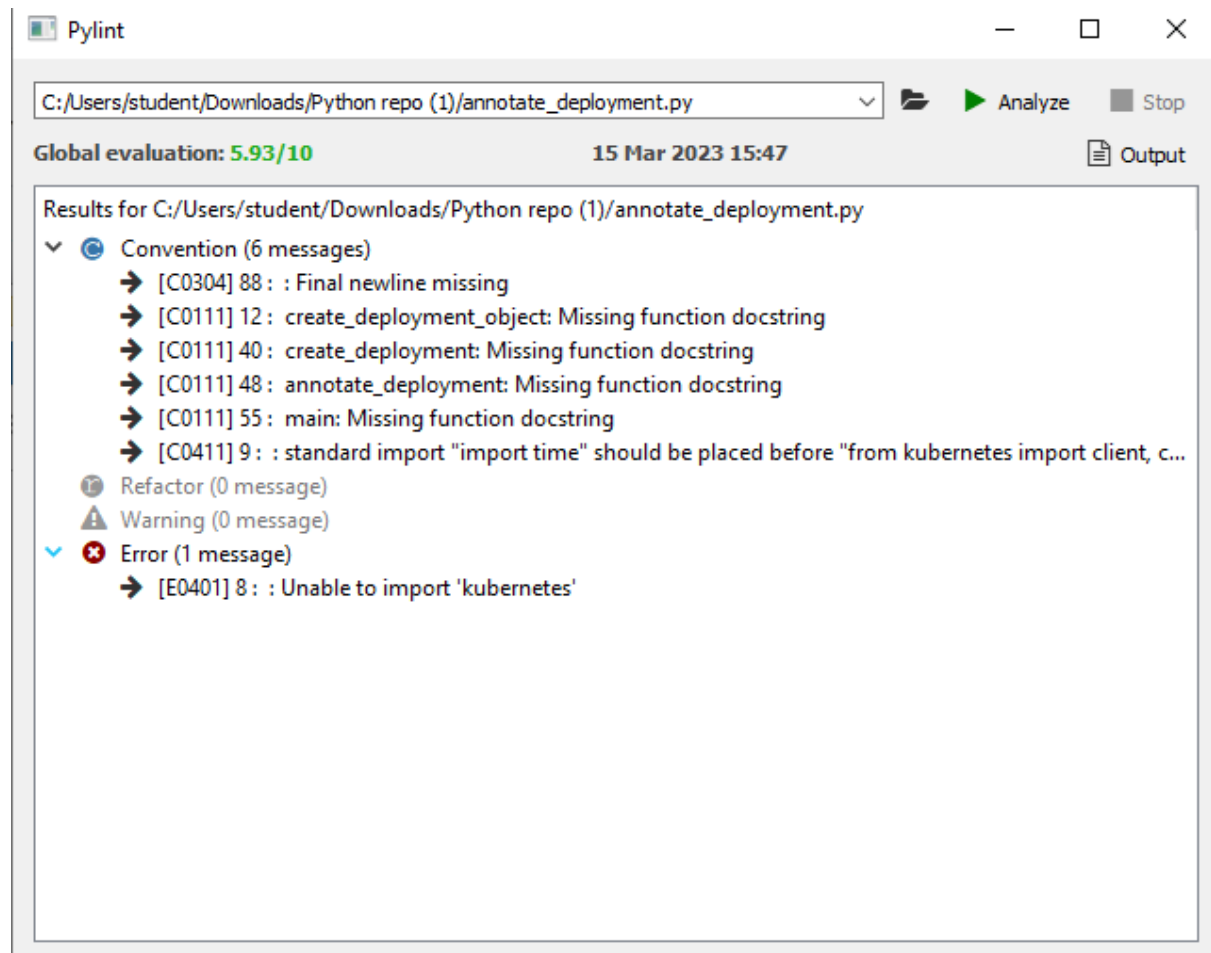 Pylint
C:/Users/student/Downloads/Python repo (1)/annotate_deployment.py Analyze Stop
Global evaluation: 5.93/10 15 Mar 2023 15:47 Output
Results for C:/Users/student/Downloads/Python repo (1)/annotate_deployment.py
Convention (6 messages)
[C0304] 88 : : Final newline missing
[C0111] 12 : create_deployment_object: Missing function docstring
[C0111] 40 : create_deployment: Missing function docstring
[C0111] 48 : annotate_deployment: Missing function docstring
[C0111] 55 : main: Missing function docstring
[C0411] 9 : : standard import "import time" should be placed before "from kubernetes import client, c...
Refactor (0 message)
Warning (0 message)
Error (1 message)
[E0401] 8 : : Unable to import 'kubernetes'